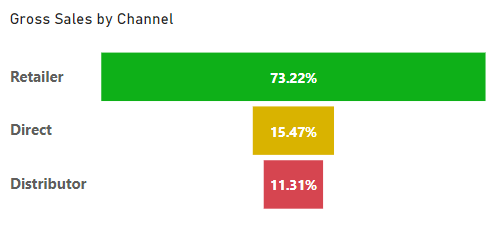 Gross Sales by Channel
Retailer 73.22%
Direct 15.47%
Distributor 11.31%